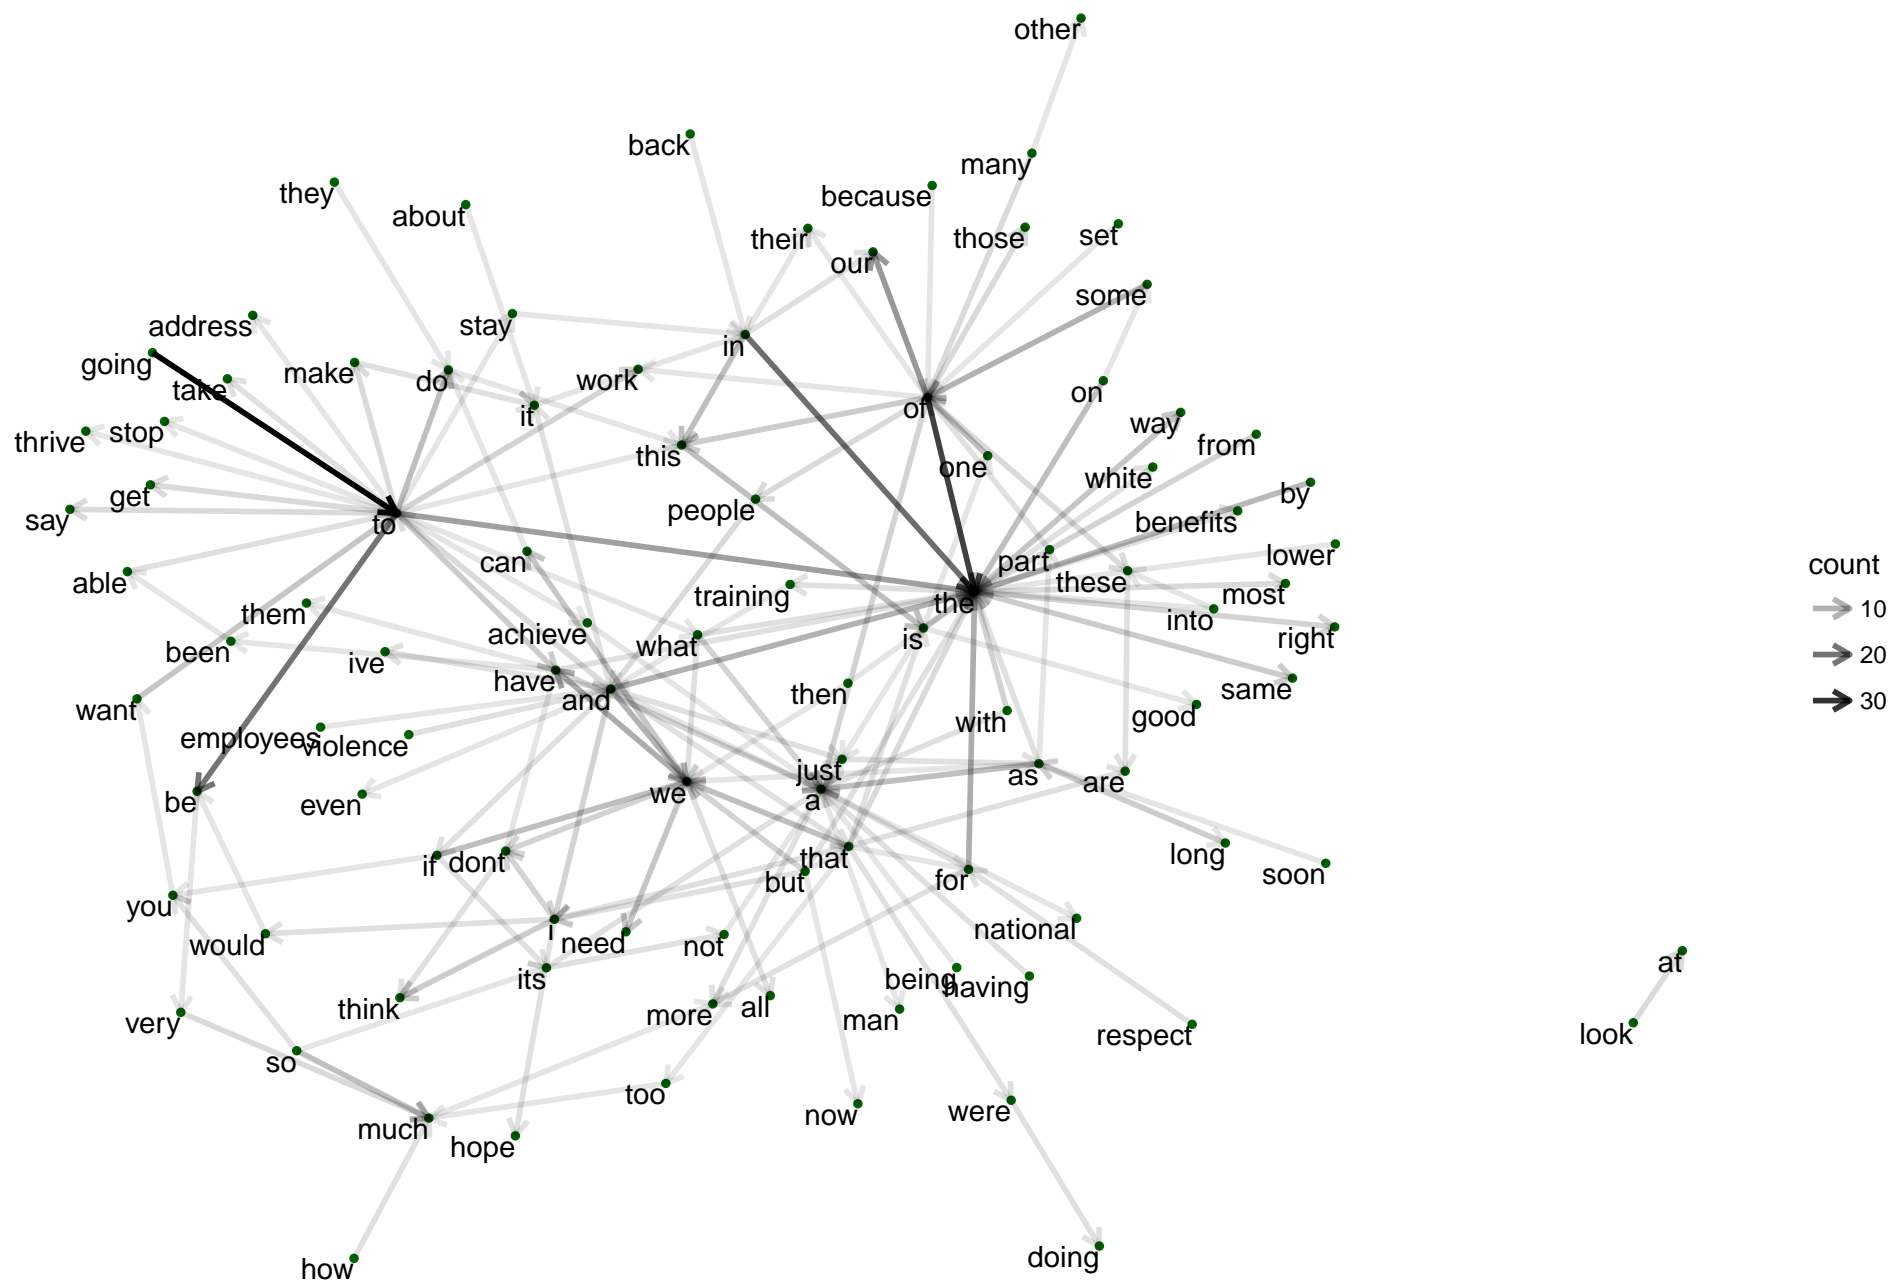 other
back
many
they
because
about
their
those
set
our
some
address
stay
in
going
take
make
do
work
on
it
of
way
thrive
stop
this
one
from
get
white
by
say
to
people
benefits
can
part
lower
count
able
training
these
most
10
them
the
into
achieve
what
is
right
been
ive
20
have
and
then
same
want
with
good
30
employees
violence
just
as
are
be
even
we
a
if
dont
that
long
but
for
soon
you
i
would
need
not
national
its
being
having
at
think
more
all
man
very
respect
look
so
too
now
were
much
hope
how
doing